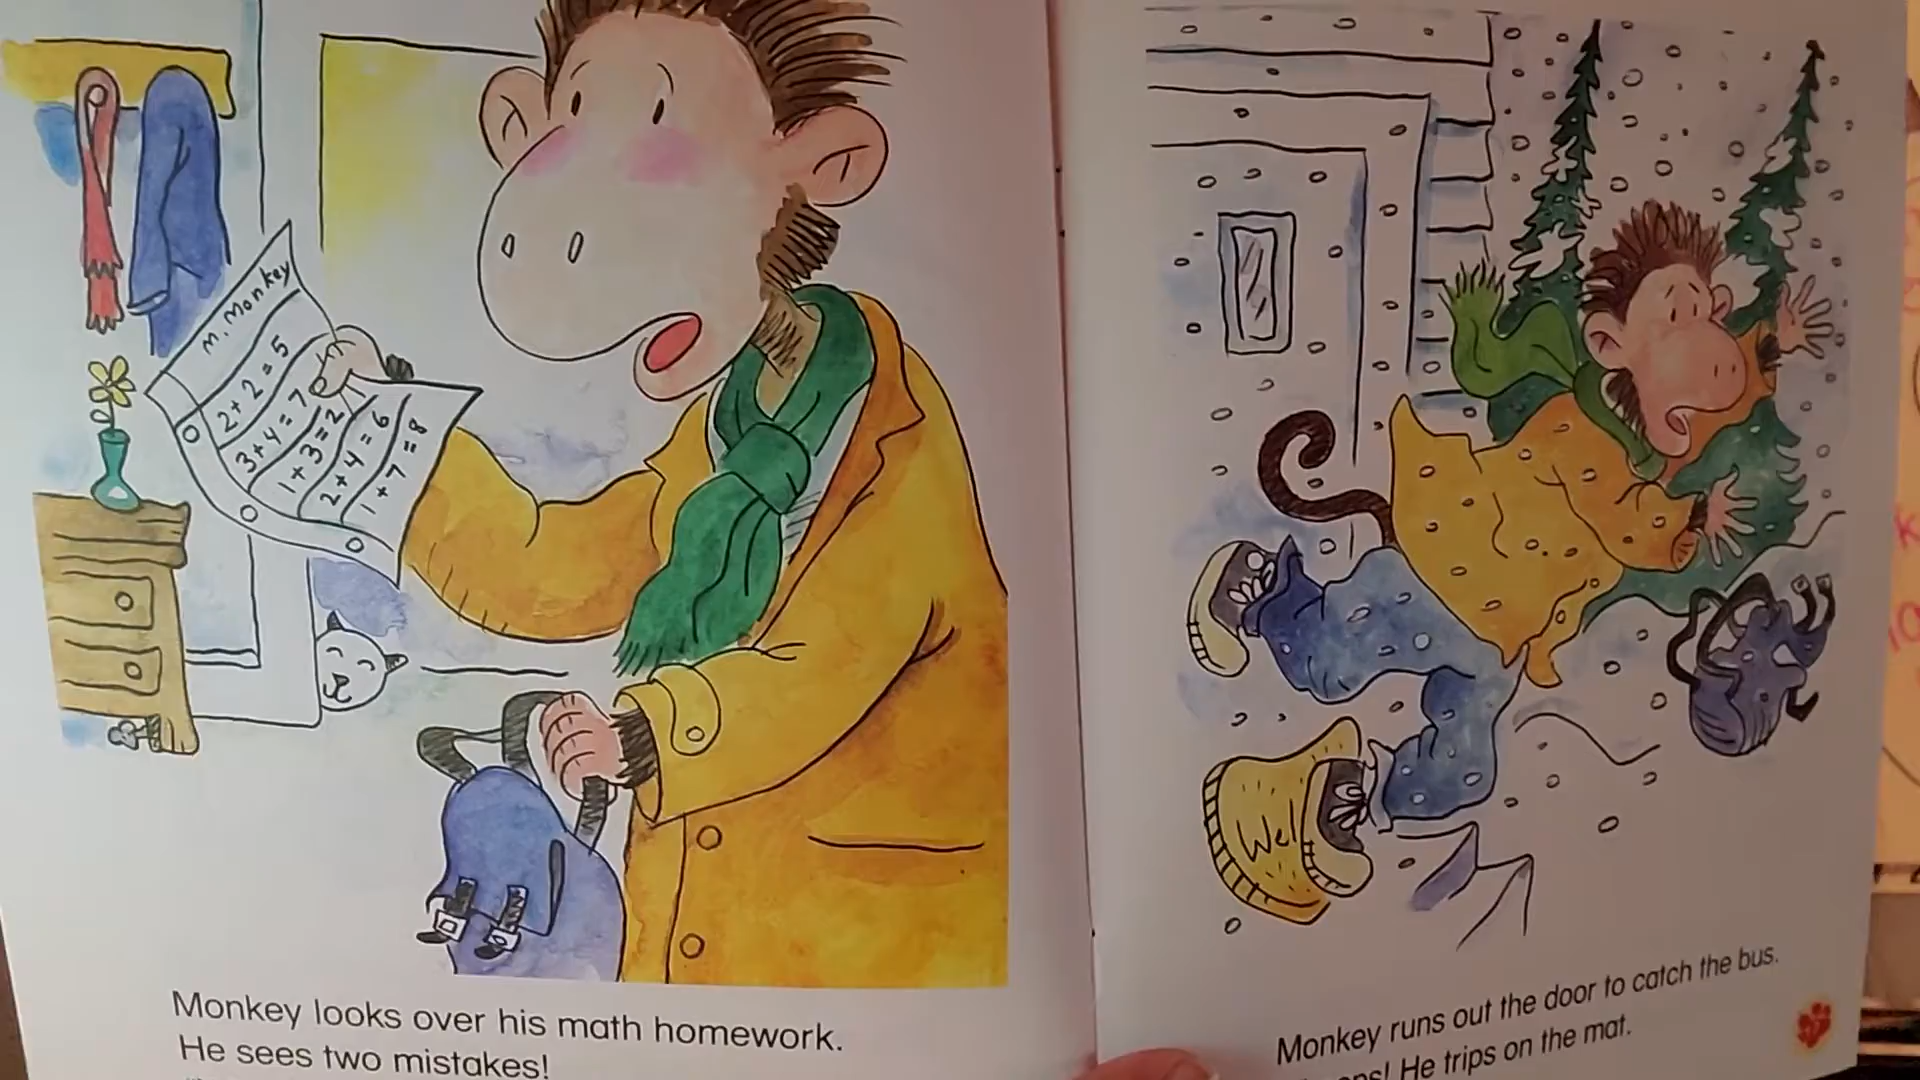 M. Monkey
2+2=5
3+4=7
1+3=2
2+4=6
1+7=8
Monkey looks over his math homework.
He sees two mistakes!
Wel
Monkey runs out the door to catch the bus.
He trips on the mat.